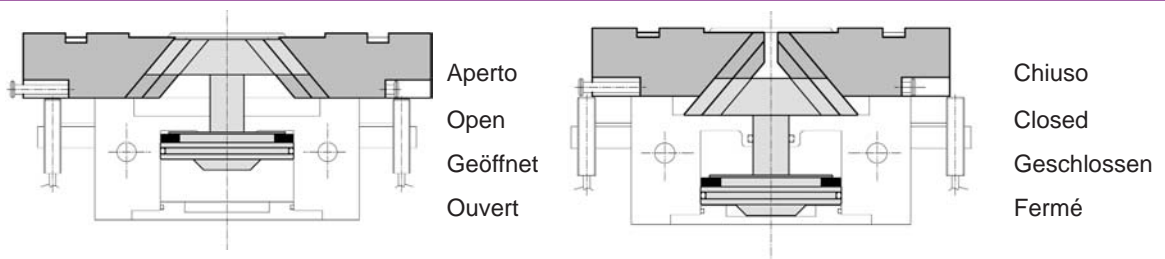 Aperto
Open
Geöffnet
Ouvert
Chiuso
Closed
Geschlossen
Fermé